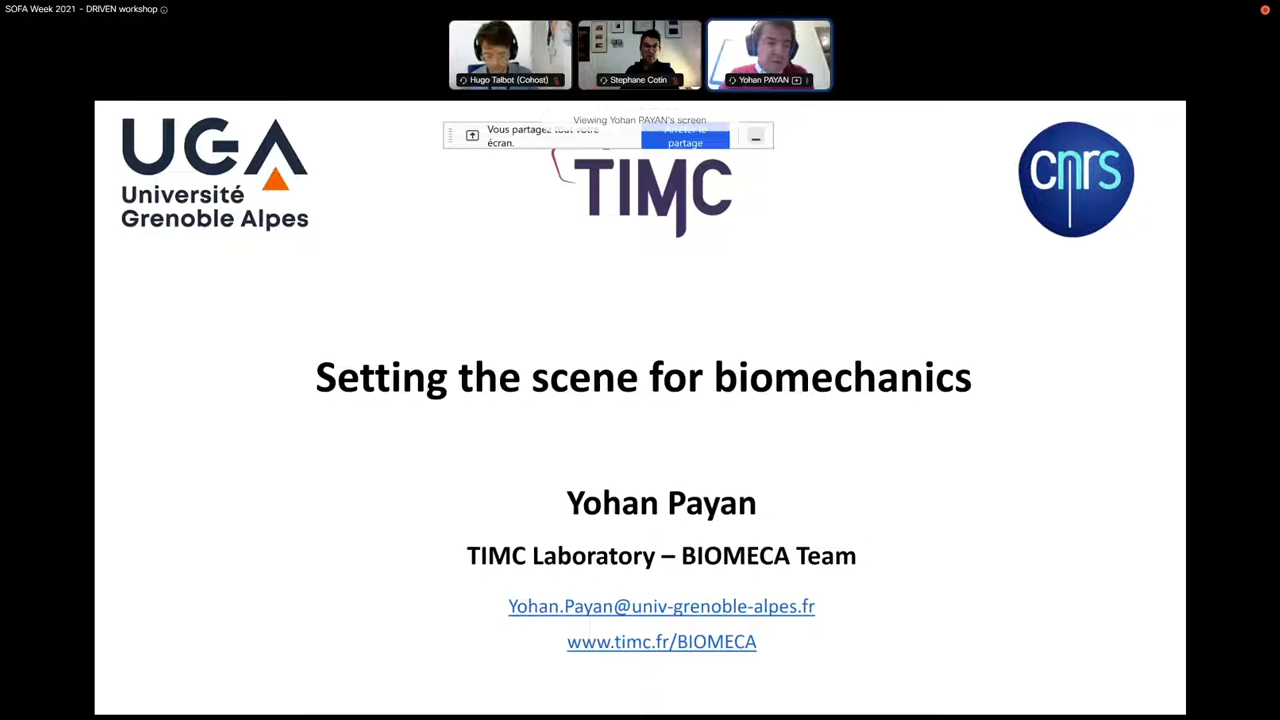 SOFA Week 2021 - DRIVEN workshop
Hugo Talbot (Cohost)
Stephane Cotin
Yohan PAYAN
Viewing Yohan PAYAN's screen
Vous partagez tout votre
écran.
Arrêter le
partage
UGA
Université
Grenoble Alpes
TIMC
cnrs
Setting the scene for biomechanics
Yohan Payan
TIMC Laboratory – BIOMECA Team
Yohan.Payan@univ-grenoble-alpes.fr
www.timc.fr/BIOMECA